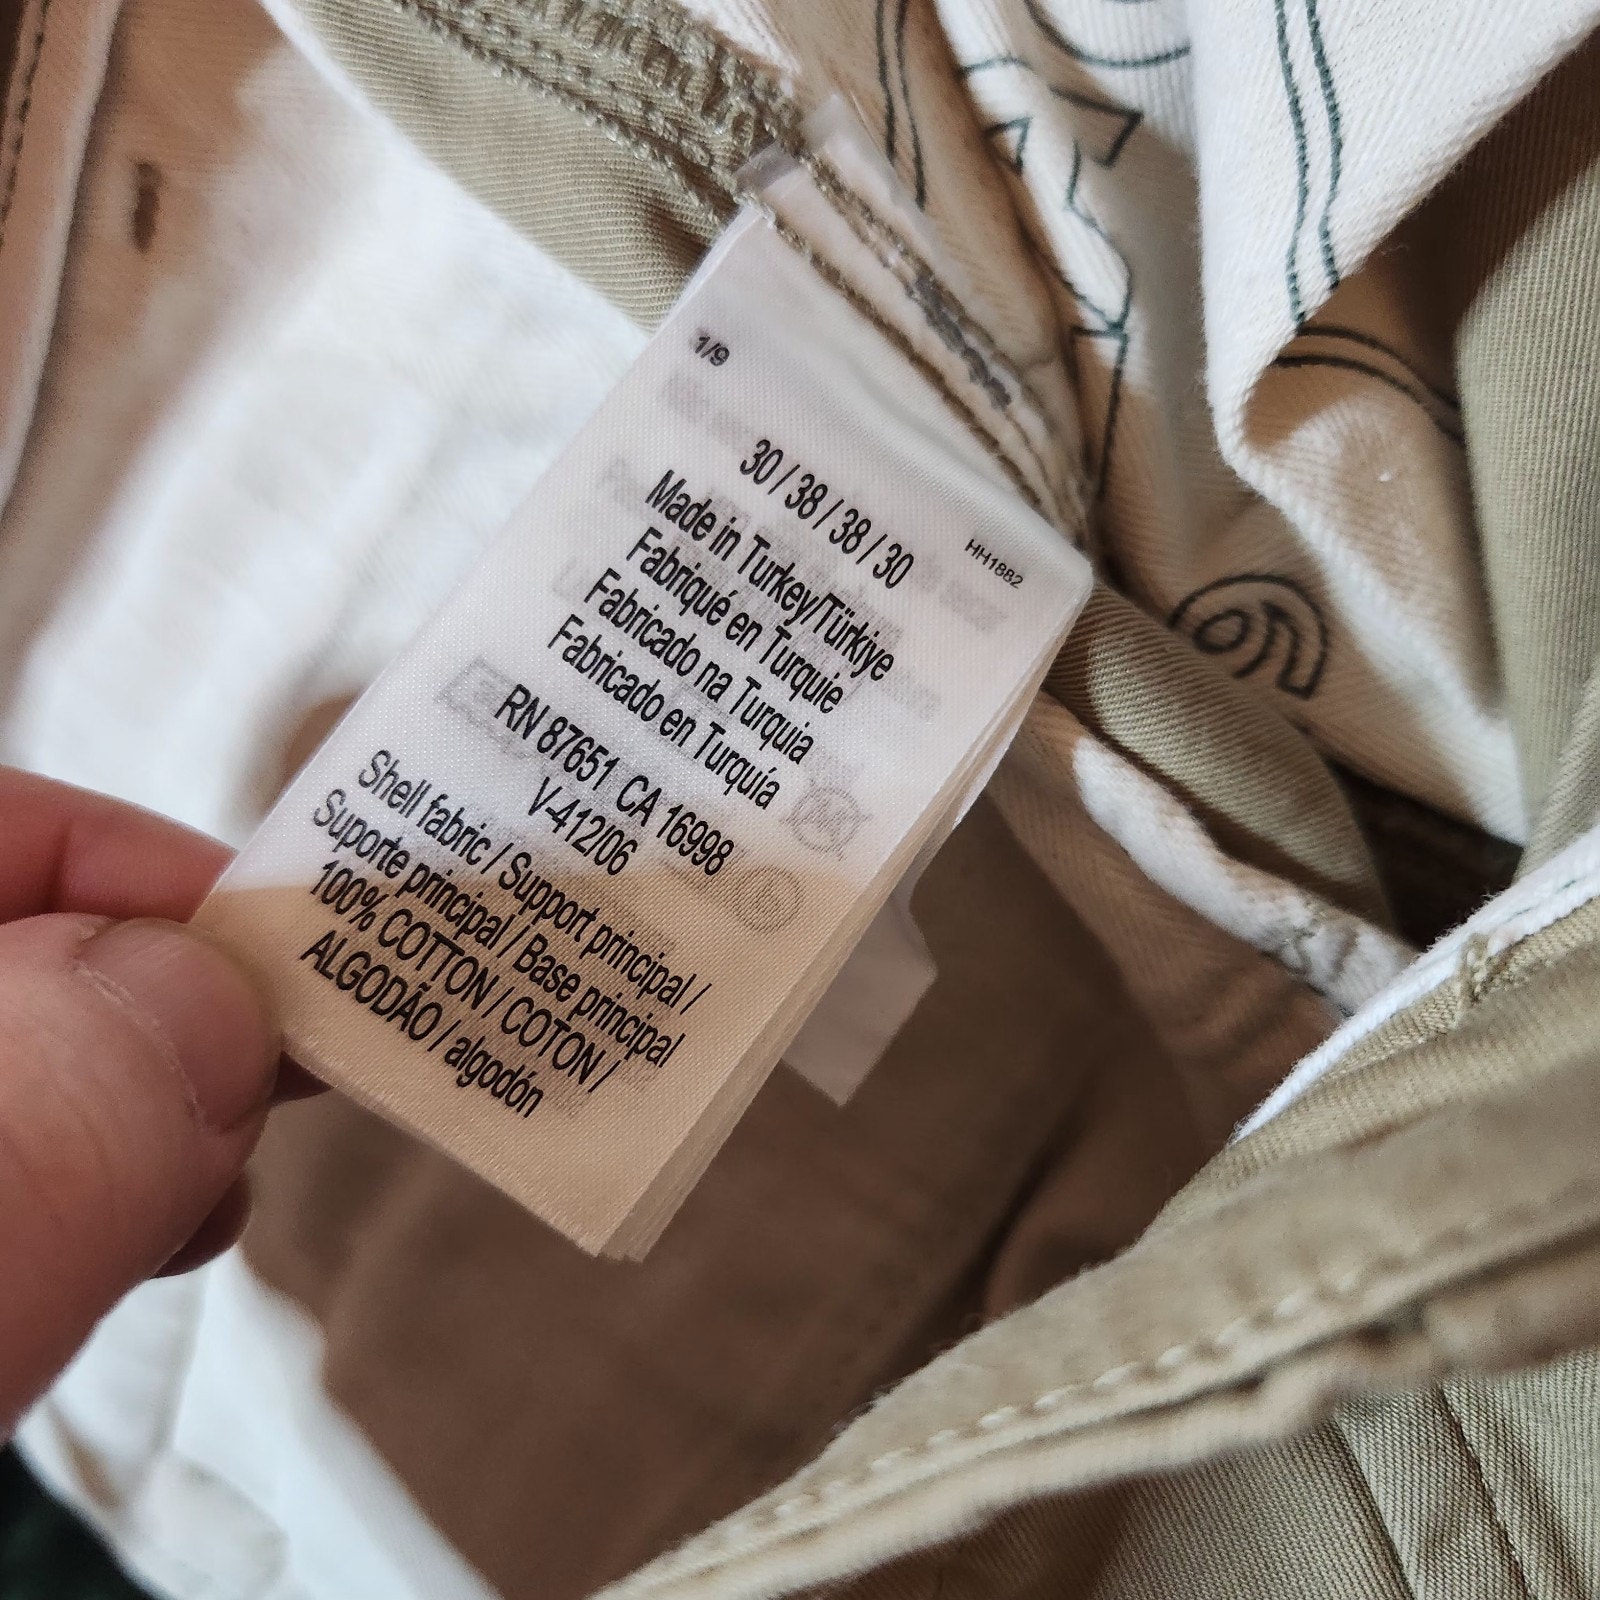 1/9
30 / 38 / 38 / 30
HH1882
Made in Turkey/Türkiye
Fabriqué en Turquie
Fabricado na Turquia
Fabricado en Turquía
RN 87651 CA 16998
V-412/06
Shell fabric / Support principal /
Suporte principal / Base principal
100% COTTON / COTON /
ALGODÃO / algodón